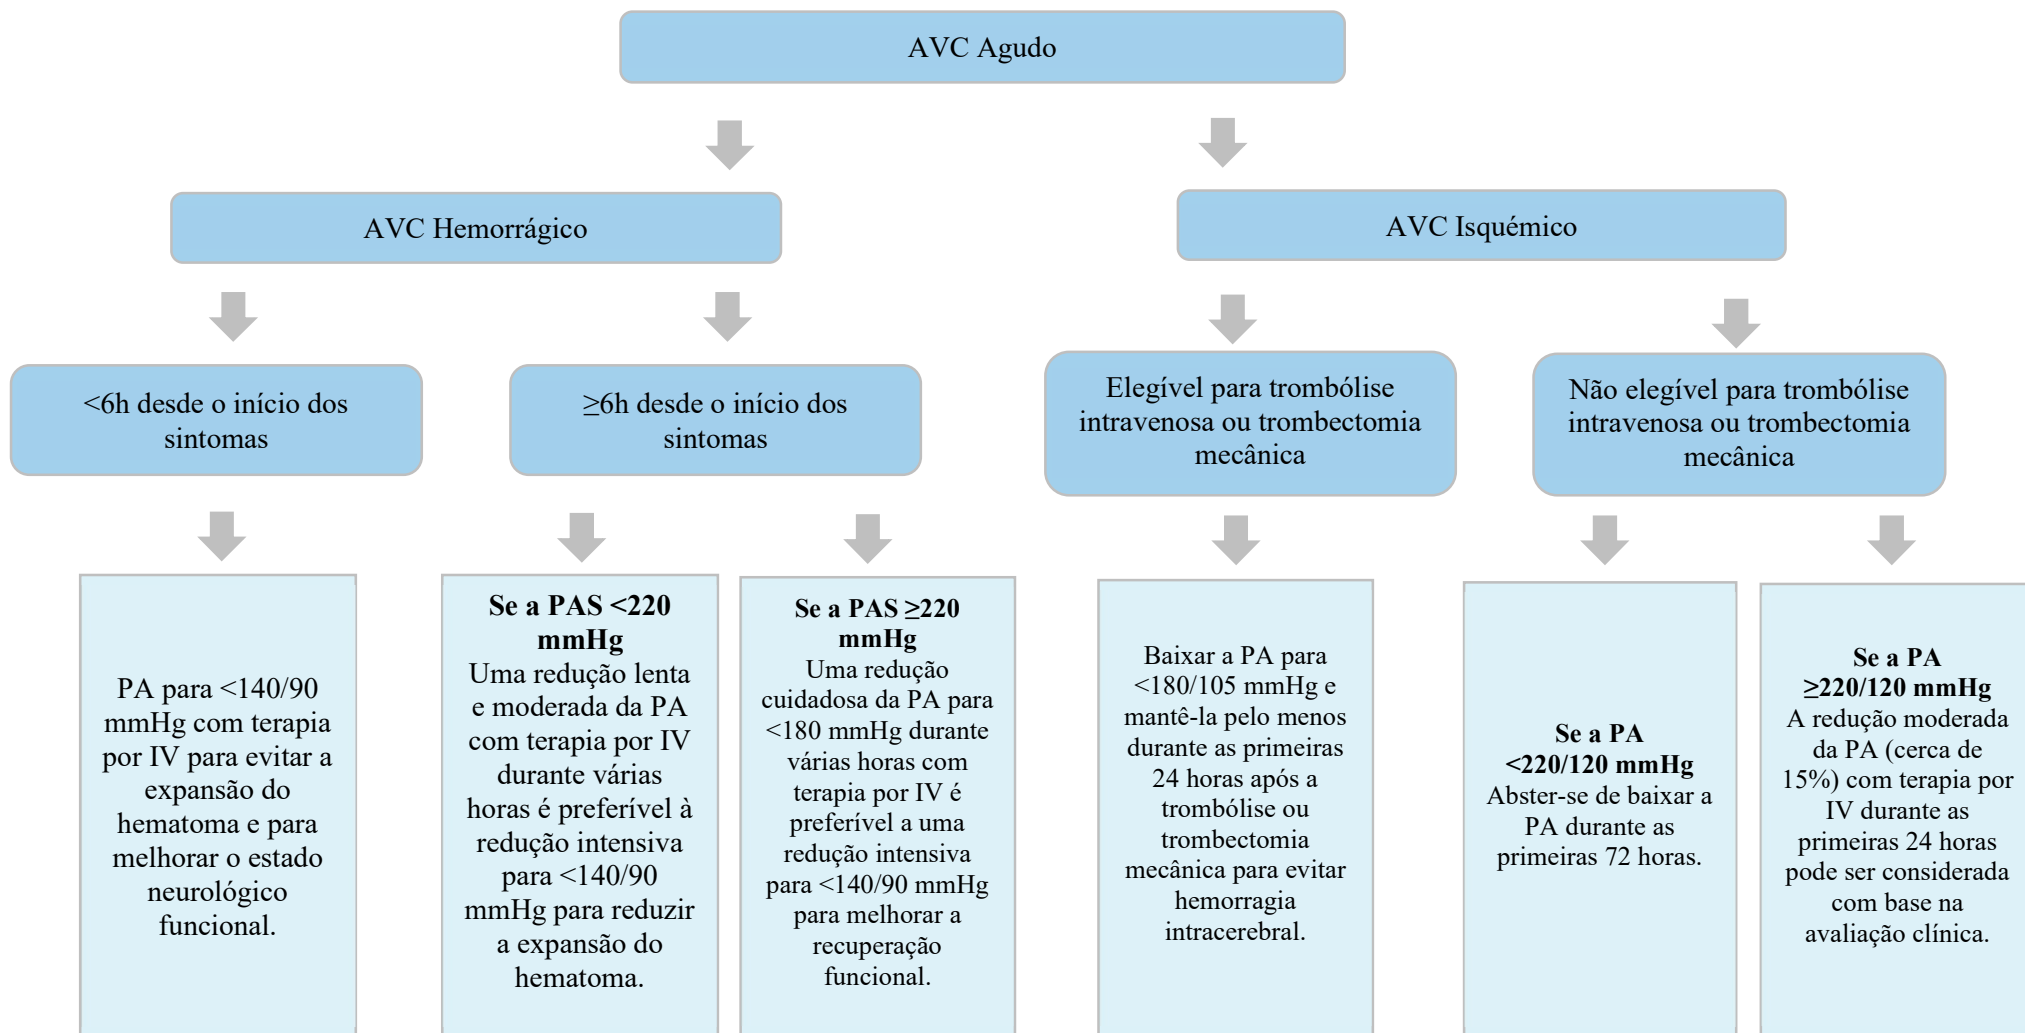 AVC Agudo
AVC Hemorrágico
AVC Isquémico
<6h desde o início dos
sintomas
≥6h desde o início dos
sintomas
Elegível para trombólise
intravenosa ou trombectomia
mecânica
Não elegível para trombólise
intravenosa ou trombectomia
mecânica
PA para <140/90
mmHg com terapia
por IV para evitar a
expansão do
hematoma e para
melhorar o estado
neurológico
funcional.
Se a PAS <220
mmHg
Uma redução lenta
e moderada da PA
com terapia por IV
durante várias
horas é preferível à
redução intensiva
para <140/90
mmHg para reduzir
a expansão do
hematoma.
Se a PAS ≥220
mmHg
Uma redução
cuidadosa da PA para
<180 mmHg durante
várias horas com
terapia por IV é
preferível a uma
redução intensiva
para <140/90 mmHg
para melhorar a
recuperação
funcional.
Baixar a PA para
<180/105 mmHg e
mantê-la pelo menos
durante as primeiras
24 horas após a
trombólise ou
trombectomia
mecânica para evitar
hemorragia
intracerebral.
Se a PA
<220/120 mmHg
Abster-se de baixar a
PA durante as
primeiras 72 horas.
Se a PA
≥220/120 mmHg
A redução moderada
da PA (cerca de
15%) com terapia por
IV durante as
primeiras 24 horas
pode ser considerada
com base na
avaliação clínica.